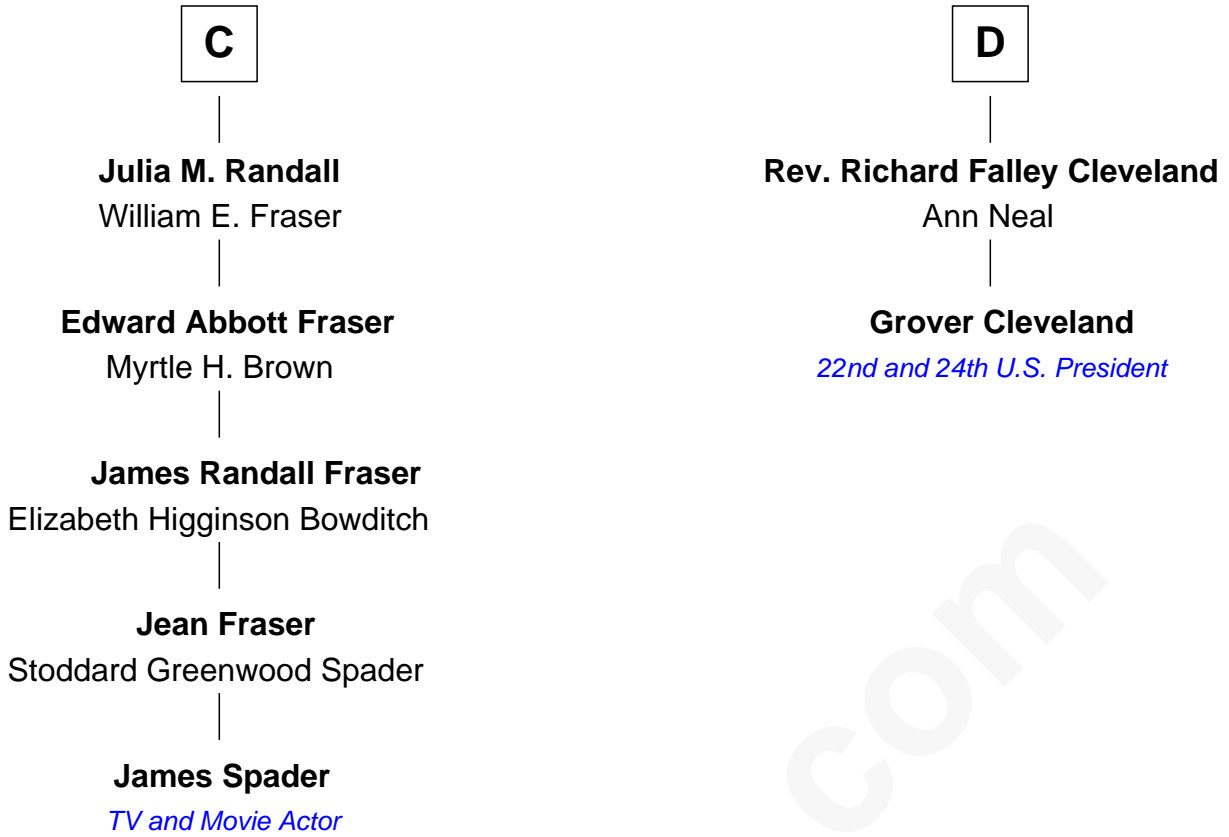 C
Julia M. Randall
William E. Fraser
Edward Abbott Fraser
Myrtle H. Brown
James Randall Fraser
Elizabeth Higginson Bowditch
Jean Fraser
Stoddard Greenwood Spader
James Spader
TV and Movie Actor
D
Rev. Richard Falley Cleveland
Ann Neal
Grover Cleveland
22nd and 24th U.S. President
com